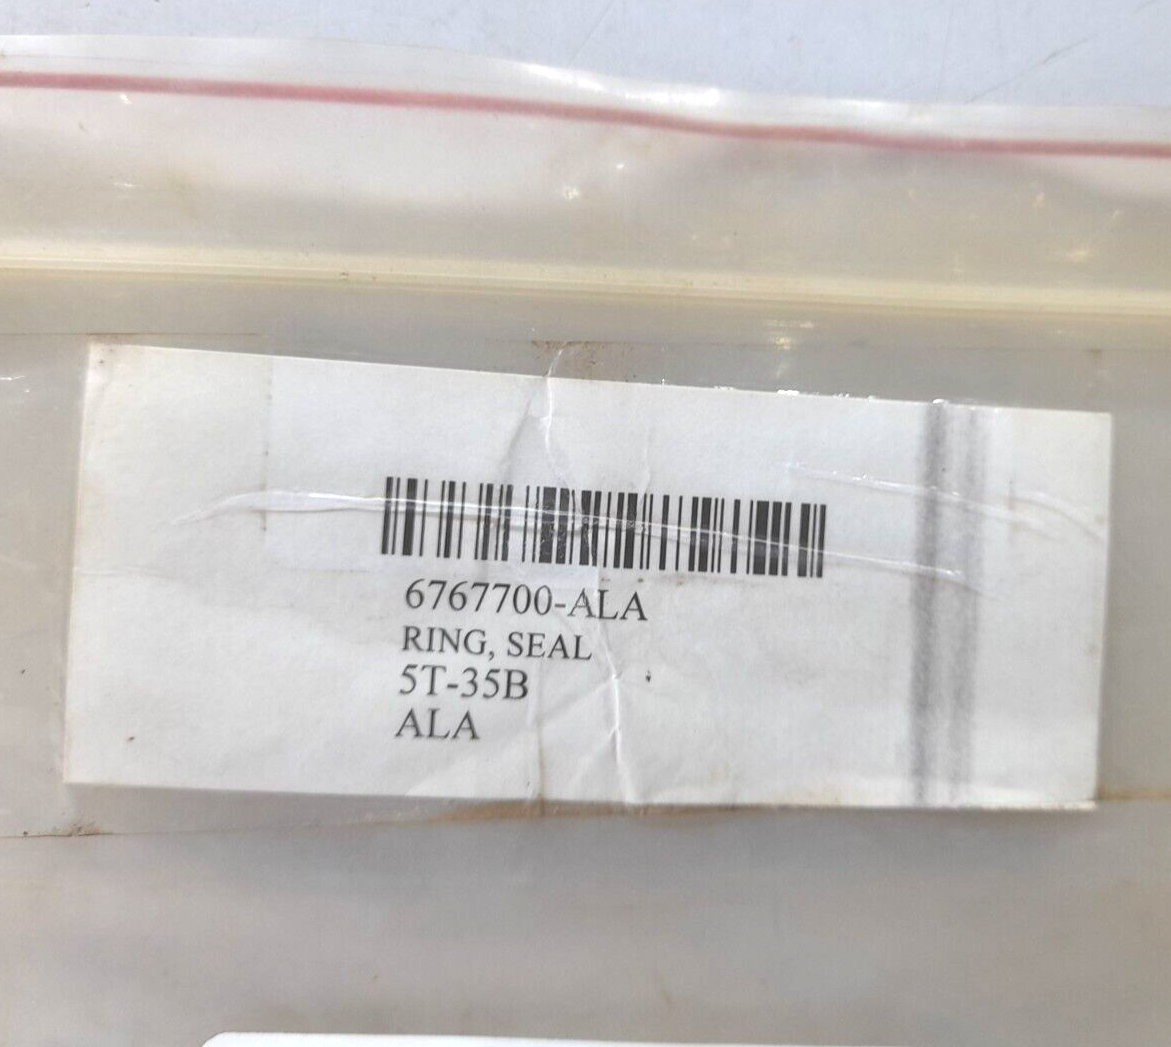 6767700-ALA
RING, SEAL
5T-35B
ALA